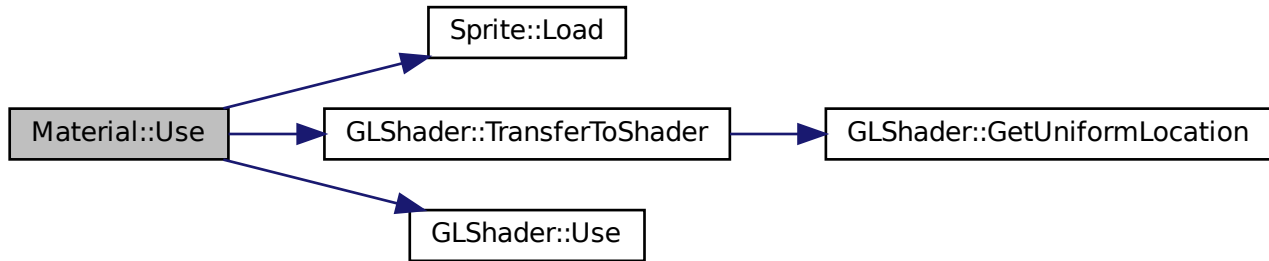 Sprite::Load
Material::Use
GLShader::TransferToShader
GLShader::GetUniformLocation
GLShader::Use